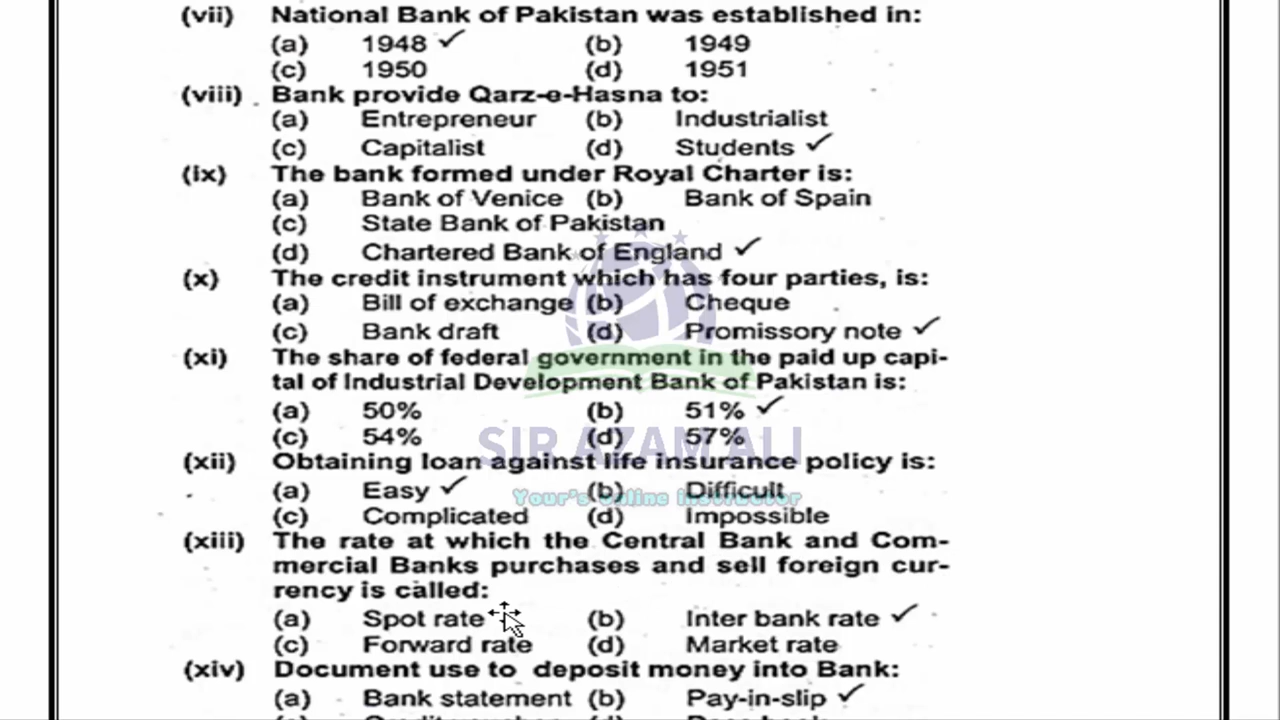 (vii) National Bank of Pakistan was established in:
(a) 1948 ✓ (b) 1949
(c) 1950 (d) 1951
(viii) Bank provide Qarz-e-Hasna to:
(a) Entrepreneur (b) Industrialist
(c) Capitalist (d) Students ✓
(ix) The bank formed under Royal Charter is:
(a) Bank of Venice (b) Bank of Spain
(c) State Bank of Pakistan
(d) Chartered Bank of England ✓
(x) The credit instrument which has four parties, is:
(a) Bill of exchange (b) Cheque
(c) Bank draft (d) Promissory note ✓
(xi) The share of federal government in the paid up capi-
tal of Industrial Development Bank of Pakistan is:
(a) 50% (b) 51% ✓
(c) 54% (d) 57%
SIR AZAM ALI
(xii) Obtaining loan against life insurance policy is:
(a) Easy ✓ (b) Difficult
Your's online instructor
(c) Complicated (d) Impossible
(xiii) The rate at which the Central Bank and Com-
mercial Banks purchases and sell foreign cur-
rency is called:
(a) Spot rate (b) Inter bank rate ✓
(c) Forward rate (d) Market rate
(xiv) Document use to deposit money into Bank:
(a) Bank statement (b) Pay-in-slip ✓